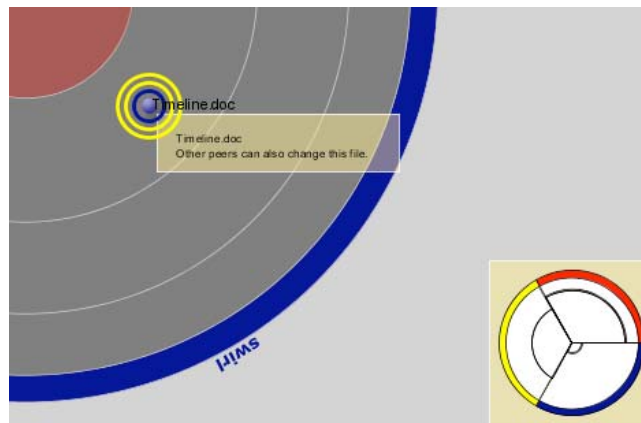 Timeline.doc
Timeline.doc
Other peers can also change this file.
swirl